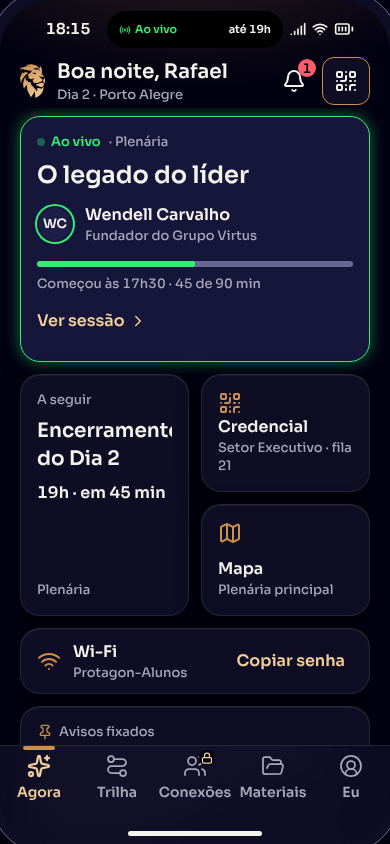 18:15
Ao vivo
até 19h
Boa noite, Rafael
1
Dia 2 · Porto Alegre
Ao vivo · Plenária
O legado do líder
WC
Wendell Carvalho
Fundador do Grupo Virtus
Começou às 17h30 · 45 de 90 min
Ver sessão
A seguir
Encerramento
do Dia 2
19h · em 45 min
Plenária
Credencial
Setor Executivo · fila
21
Mapa
Plenária principal
Wi-Fi
Protagon-Alunos
Copiar senha
Avisos fixados
Agora
Trilha
Conexões
Materiais
Eu